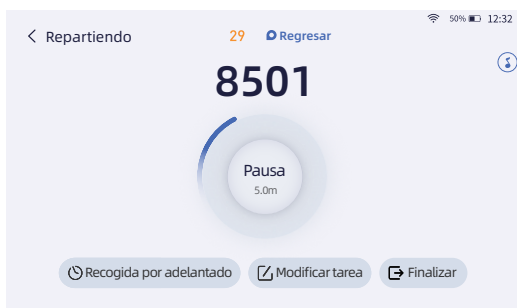 50% 12:32
Repartiendo 29 Regresar
8501
Pausa
5.0m
Recogida por adelantado Modificar tarea Finalizar